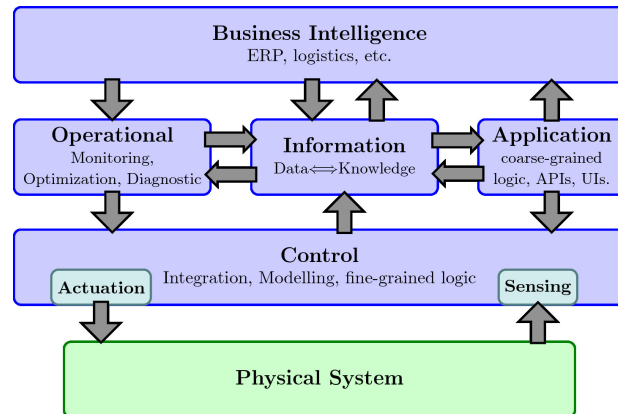 Business Intelligence
ERP, logistics, etc.
Operational
Monitoring,
Optimization, Diagnostic
Information
Data⟺Knowledge
Application
coarse-grained
logic, APIs, UIs.
Control
Integration, Modelling, fine-grained logic
Actuation
Sensing
Physical System